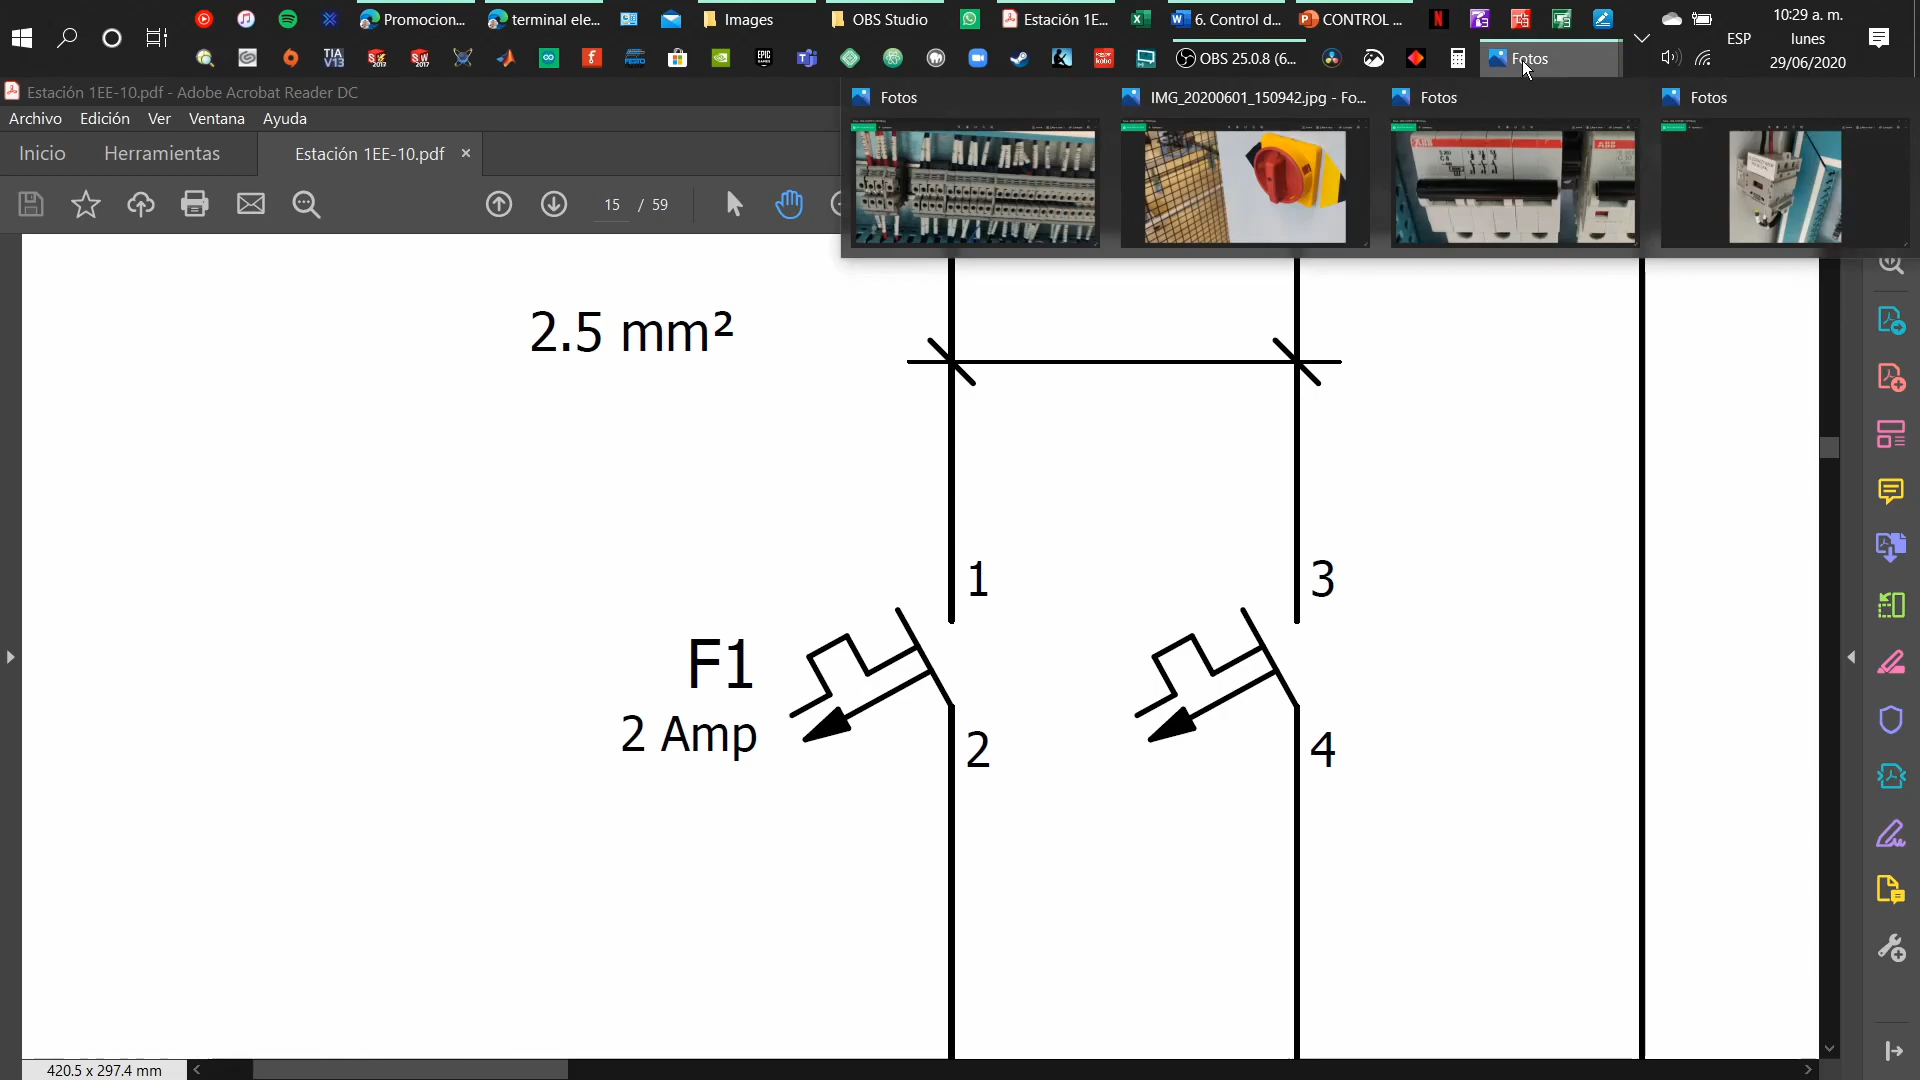 Promocion...
terminal ele...
Images
OBS Studio
Estación 1E...
6. Control d...
CONTROL ...
OBS 25.0.8 (6...
Fotos
ESP
10:29 a. m.
lunes
29/06/2020
Estación 1EE-10.pdf - Adobe Acrobat Reader DC
Archivo Edición Ver Ventana Ayuda
Inicio Herramientas Estación 1EE-10.pdf ×
15 / 59
Fotos
IMG_20200601_150942.jpg - Fo...
Fotos
Fotos
2.5 mm²
1
3
F1
2 Amp
2
4
420.5 x 297.4 mm